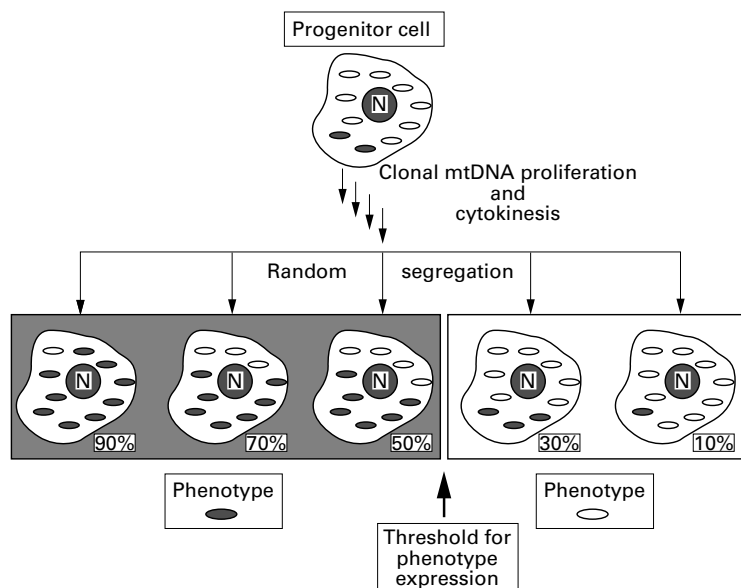 Progenitor cell
N
Clonal mtDNA proliferation
and
cytokinesis
Random segregation
N N N N N
90% 70% 50% 30% 10%
Phenotype Phenotype
Threshold for
phenotype
expression